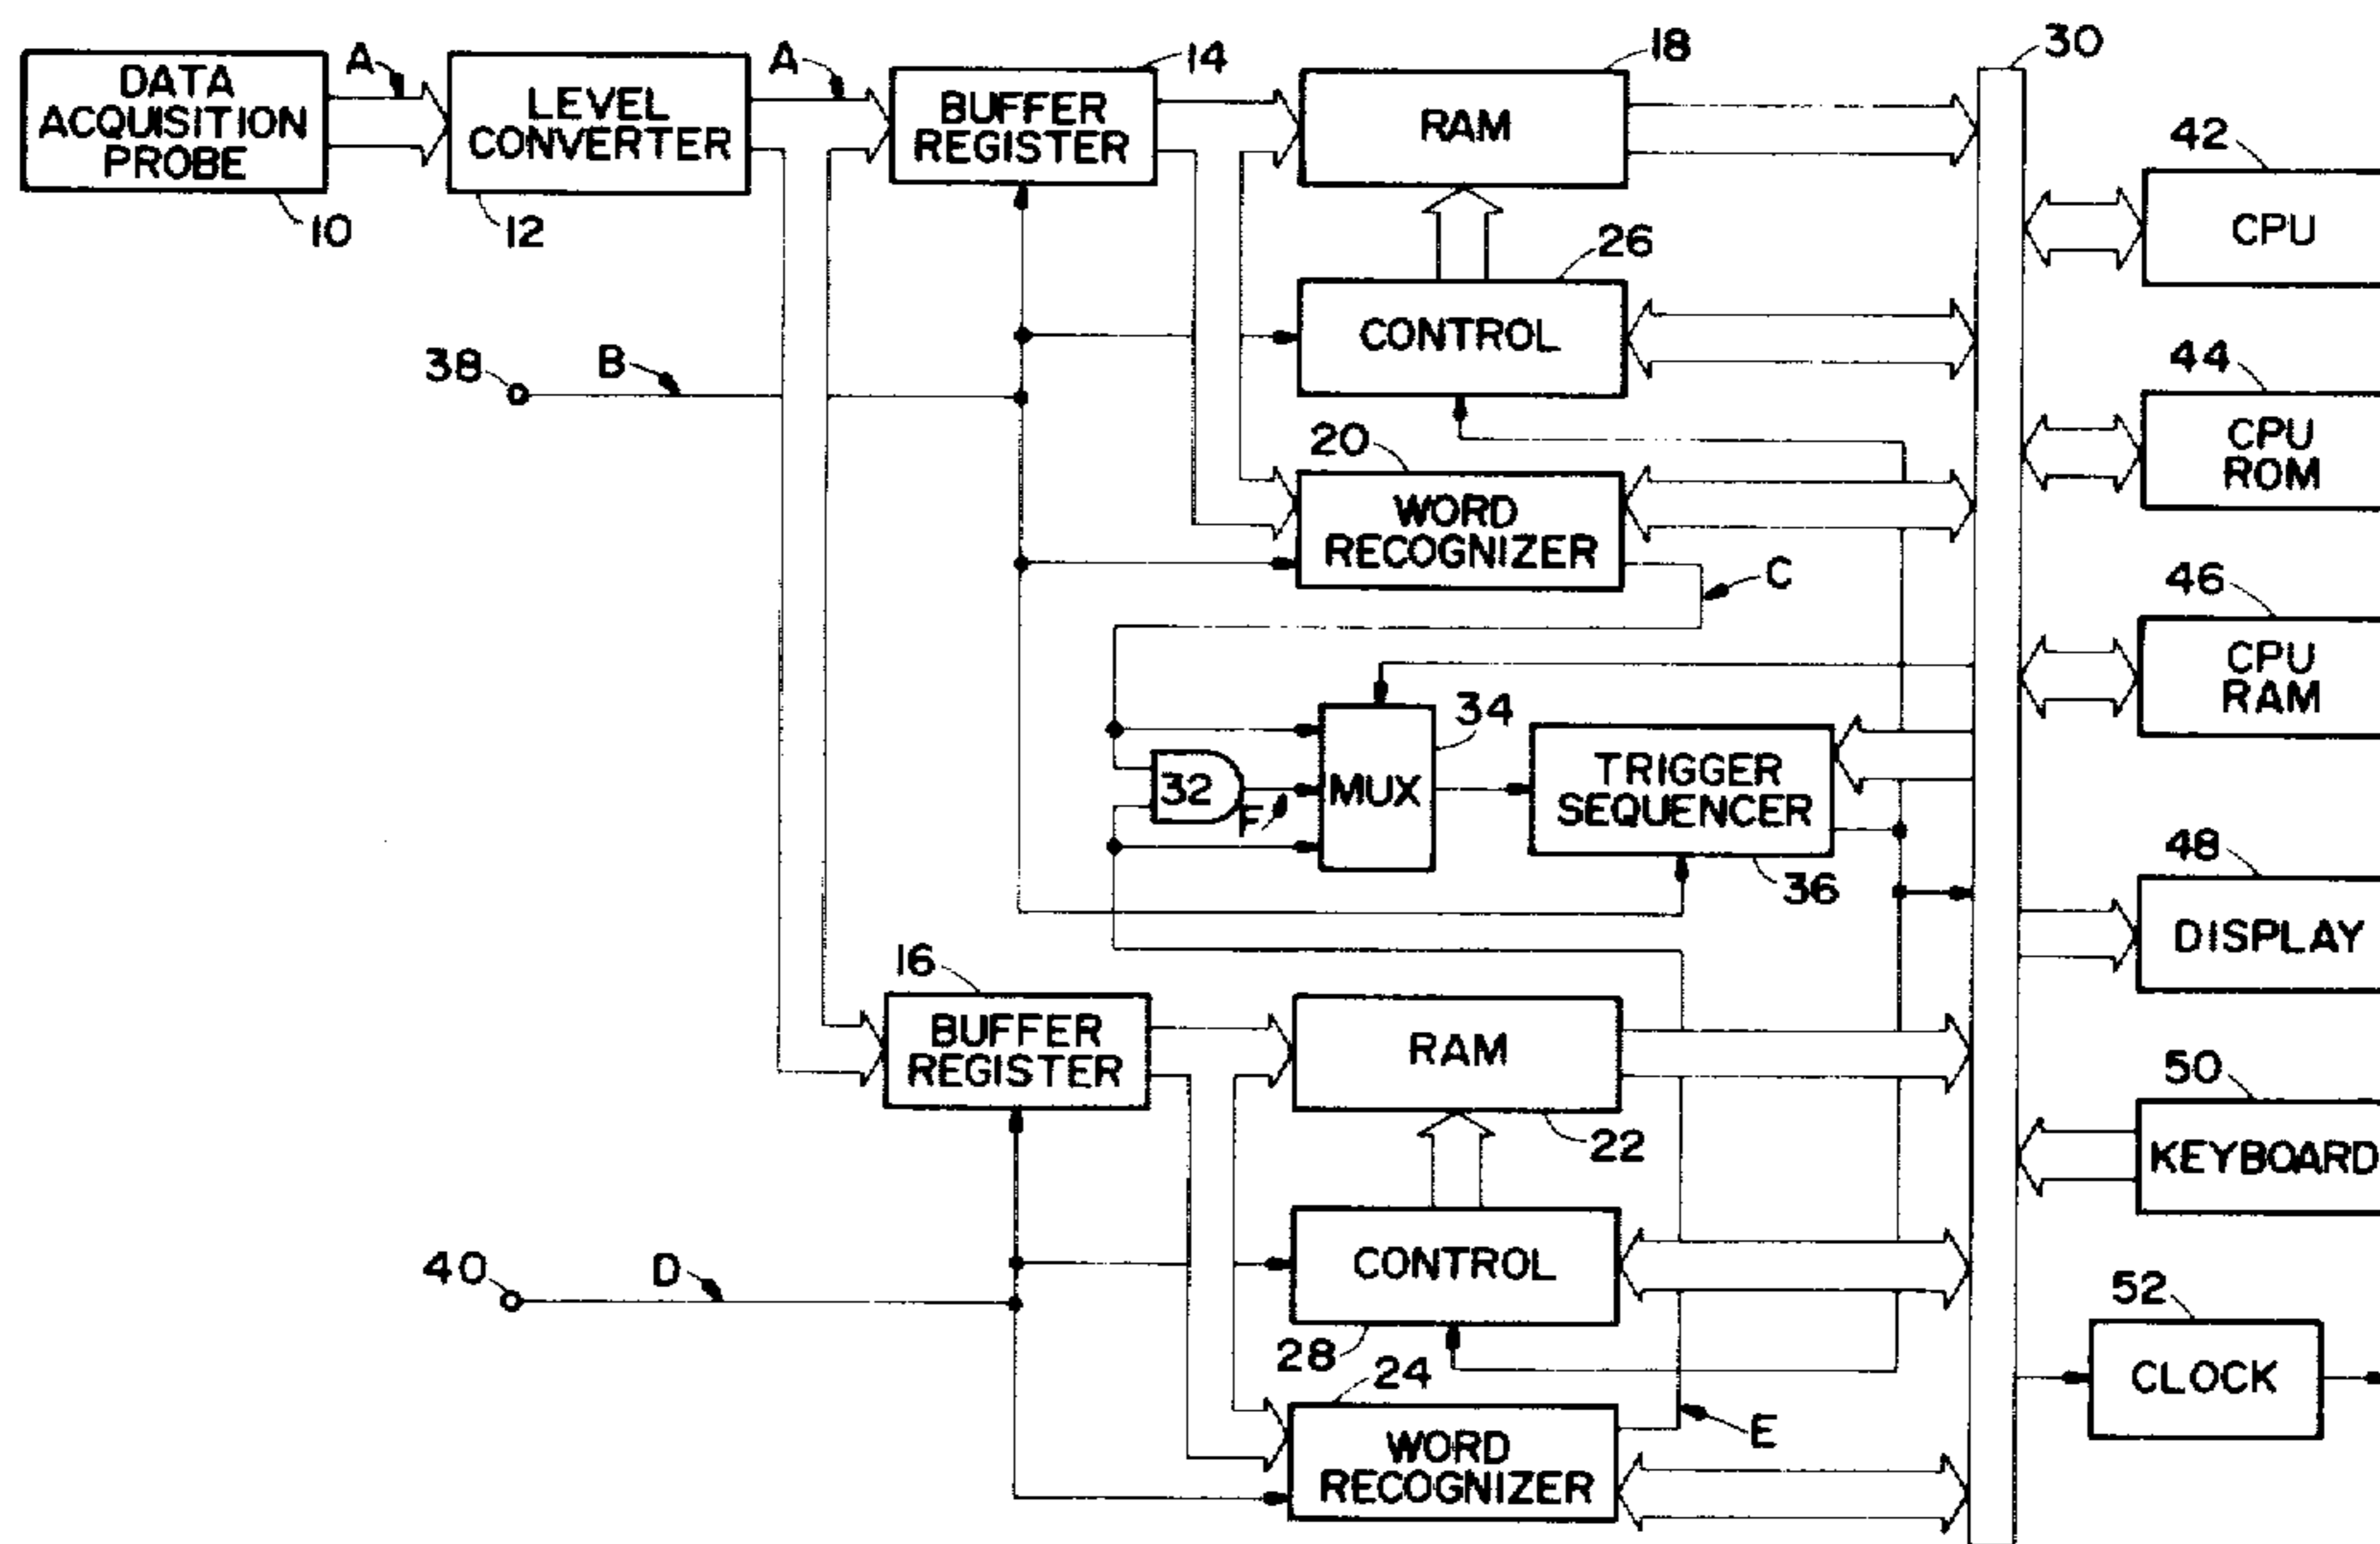 DATA
ACQUISITION
PROBE
10
A
LEVEL
CONVERTER
12
A
BUFFER
REGISTER
14
RAM
18
30
CPU
42
CONTROL
26
38
B
CPU
ROM
44
WORD
RECOGNIZER
20
C
CPU
RAM
46
32
F
MUX
34
TRIGGER
SEQUENCER
36
DISPLAY
48
BUFFER
REGISTER
16
RAM
22
KEYBOARD
50
CONTROL
28
40
D
CLOCK
52
WORD
RECOGNIZER
24
E